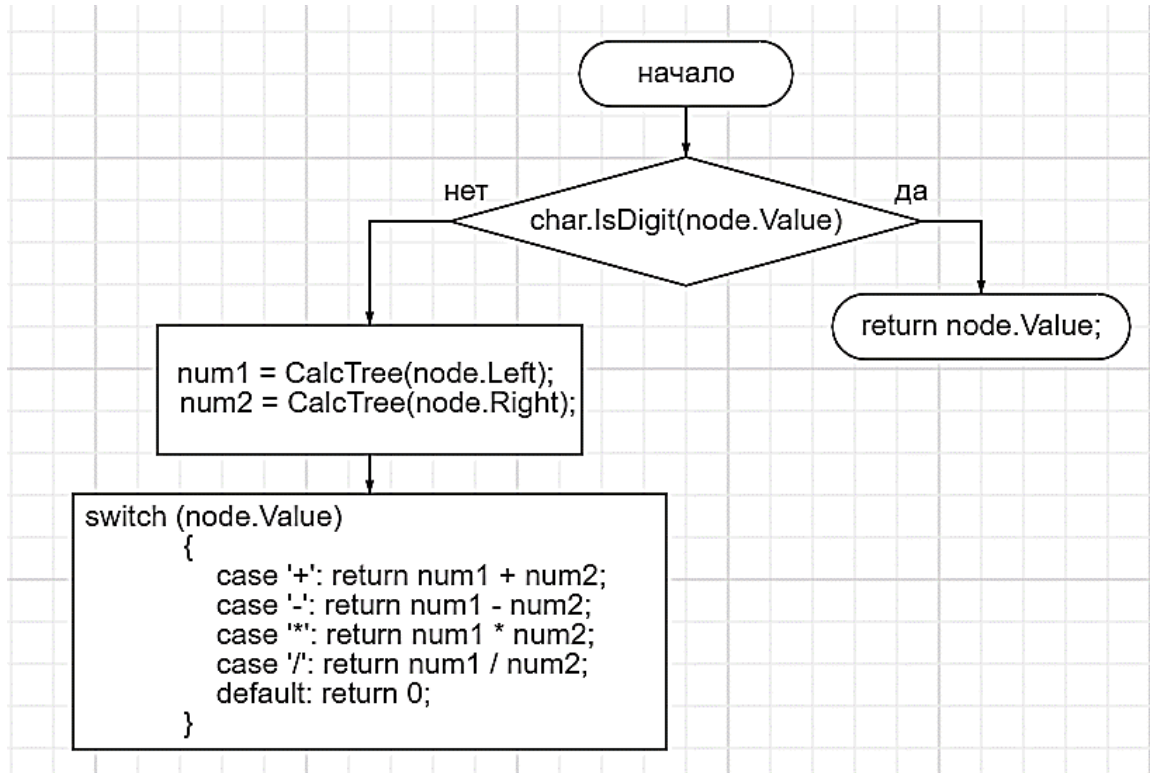 начало
нет
да
char.IsDigit(node.Value)
return node.Value;
num1 = CalcTree(node.Left);
num2 = CalcTree(node.Right);
switch (node.Value)
{
case '+': return num1 + num2;
case '-': return num1 - num2;
case '*': return num1 * num2;
case '/': return num1 / num2;
default: return 0;
}